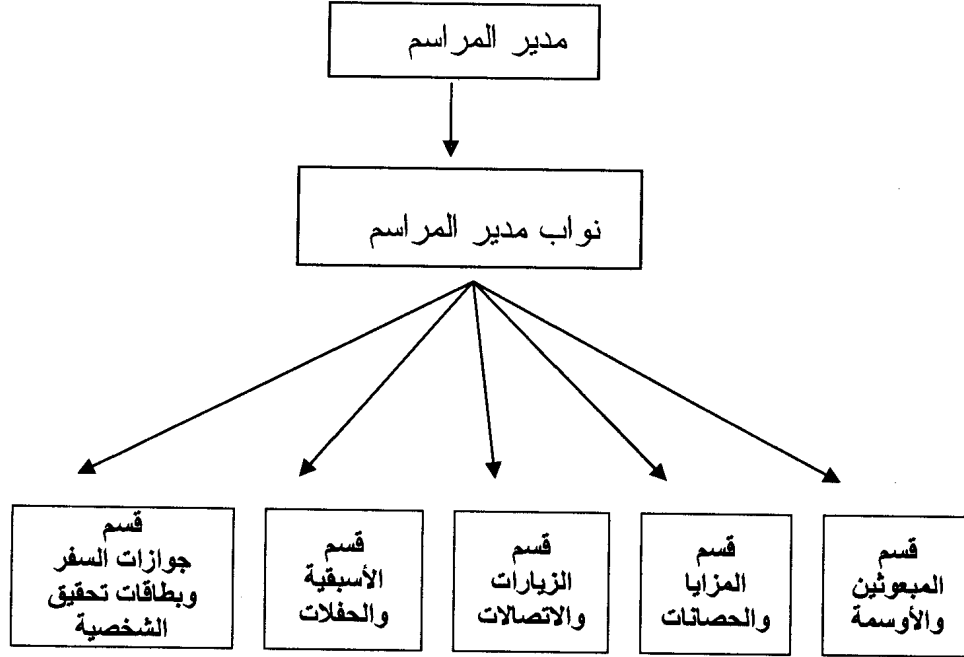 مدير المراسم
نواب مدير المراسم
قسم
المبعوثين
والأوسمة
قسم
المزايا
والحصانات
قسم
الزيارات
والاتصالات
قسم
الأسبقية
والحفلات
قسم
جوازات السفر
وبطاقات تحقيق
الشخصية